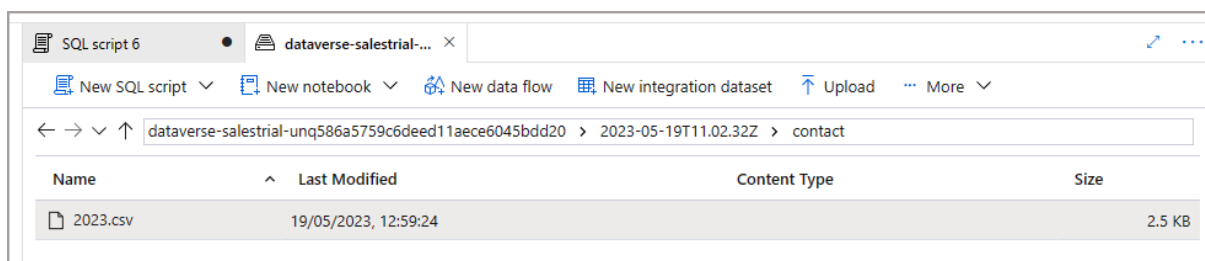 SQL script 6 dataverse-salestrial-... ×
New SQL script New notebook New data flow New integration dataset Upload ··· More
dataverse-salestrial-unq586a5759c6deed11aece6045bdd20 > 2023-05-19T11.02.32Z > contact
Name Last Modified Content Type Size
2023.csv 19/05/2023, 12:59:24 2.5 KB